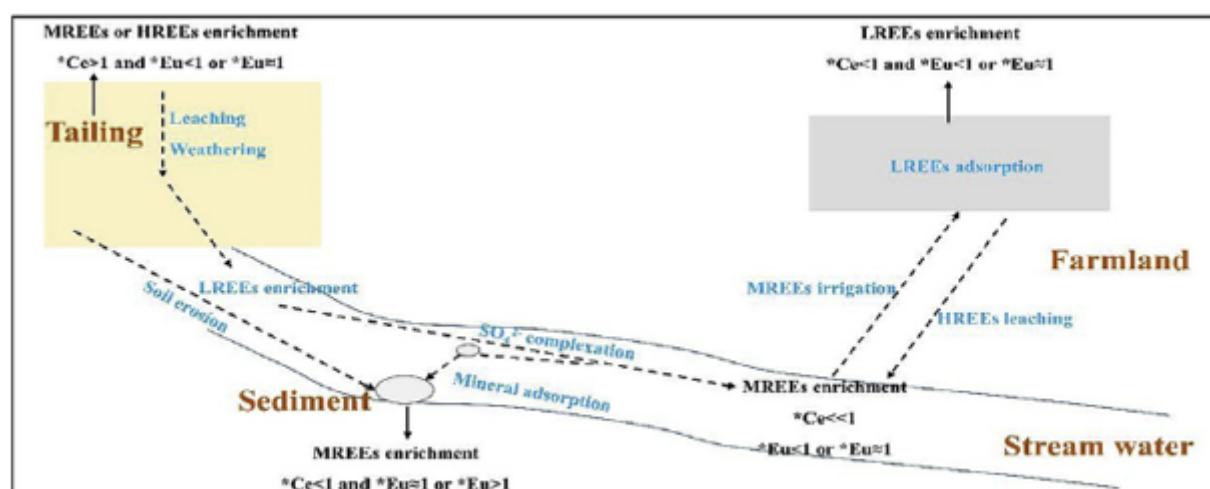 MREEs or HREEs enrichment
*Ce>1 and *Eu<1 or *Eu≈1
Tailing
Leaching
Weathering
LREEs enrichment
*Ce<1 and *Eu<1 or *Eu≈1
LREEs adsorption
Farmland
MREEs irrigation
HREEs leaching
LREEs enrichment
Soil erosion
SO₄²⁻ complexation
Mineral adsorption
Sediment
MREEs enrichment
*Ce<<1
*Eu<1 or *Eu≈1
Stream water
MREEs enrichment
*Ce<1 and *Eu≈1 or *Eu>1